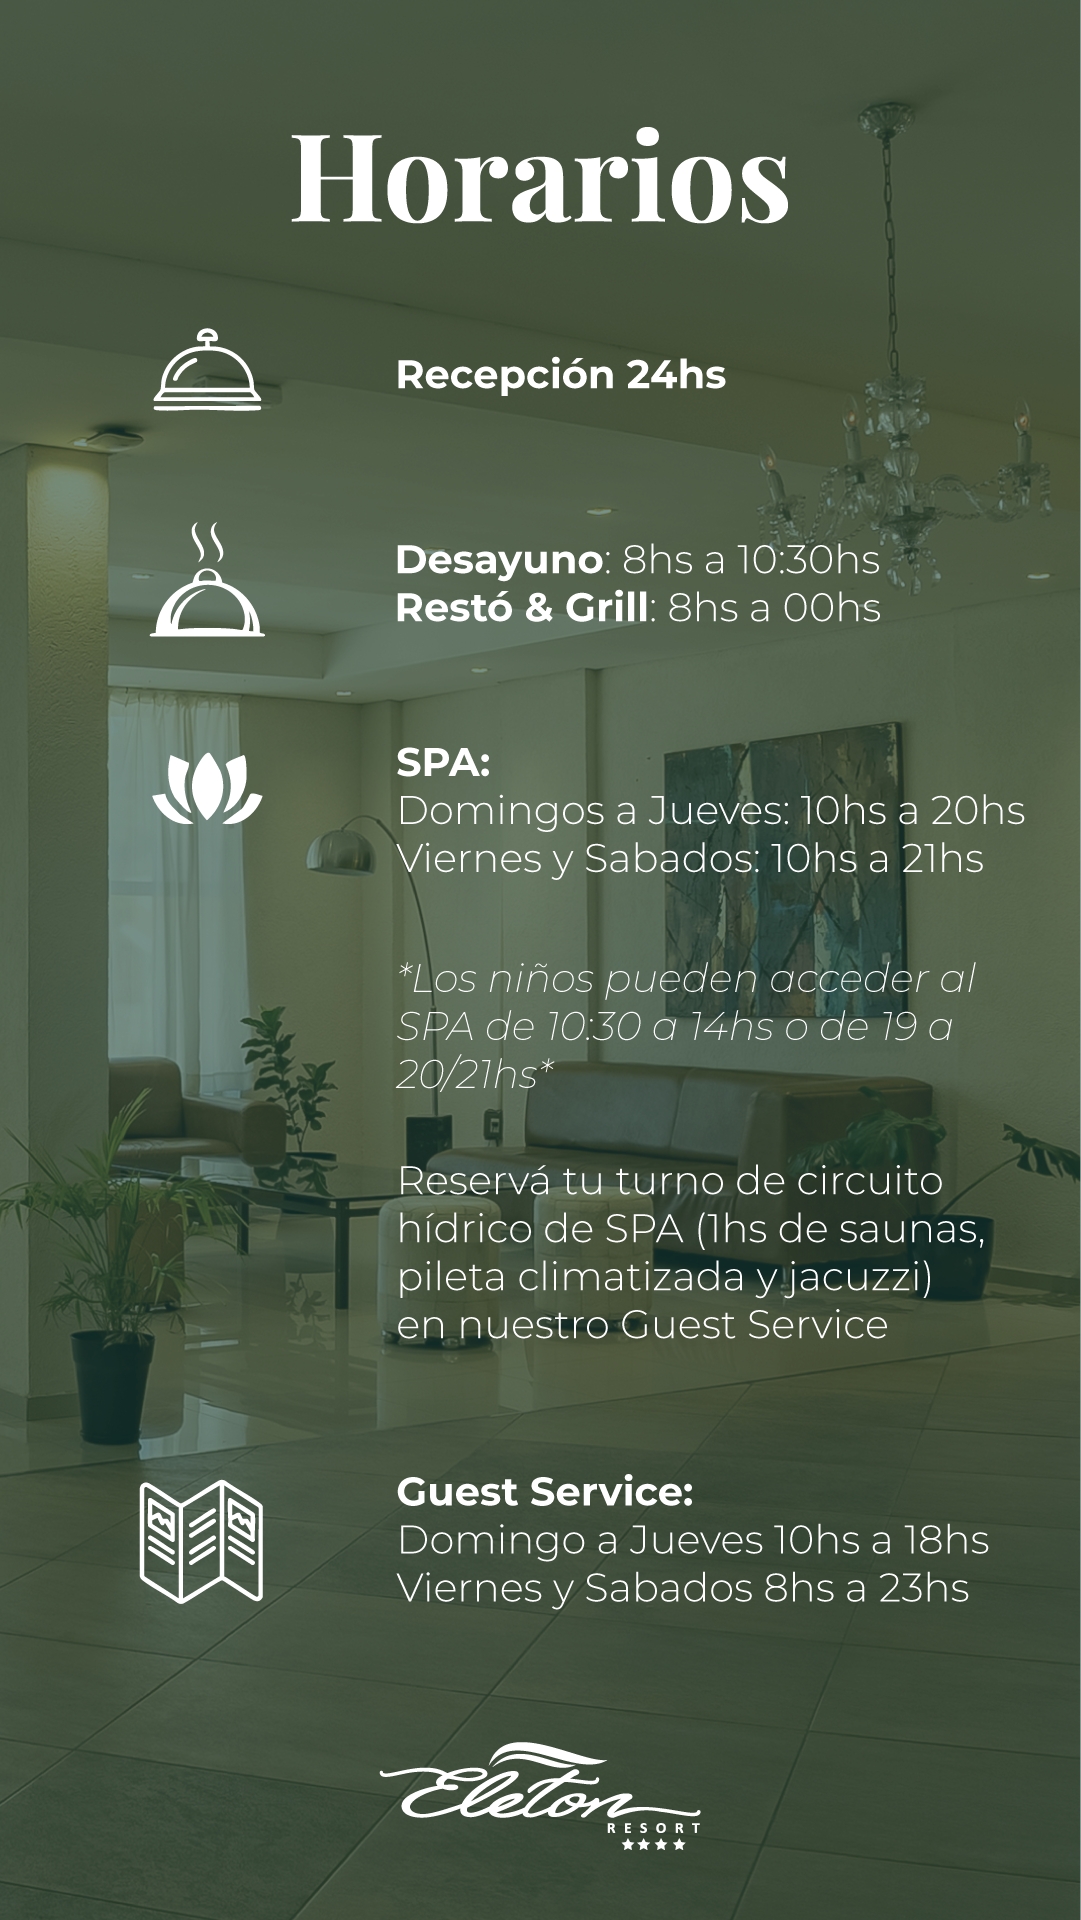 Horarios
Recepción 24hs
Desayuno: 8hs a 10:30hs
Restó & Grill: 8hs a 00hs
SPA:
Domingos a Jueves: 10hs a 20hs
Viernes y Sabados: 10hs a 21hs
*Los niños pueden acceder al
SPA de 10:30 a 14hs o de 19 a
20/21hs*
Reservá tu turno de circuito
hídrico de SPA (1hs de saunas,
pileta climatizada y jacuzzi)
en nuestro Guest Service
Guest Service:
Domingo a Jueves 10hs a 18hs
Viernes y Sabados 8hs a 23hs
Eleton
RESORT